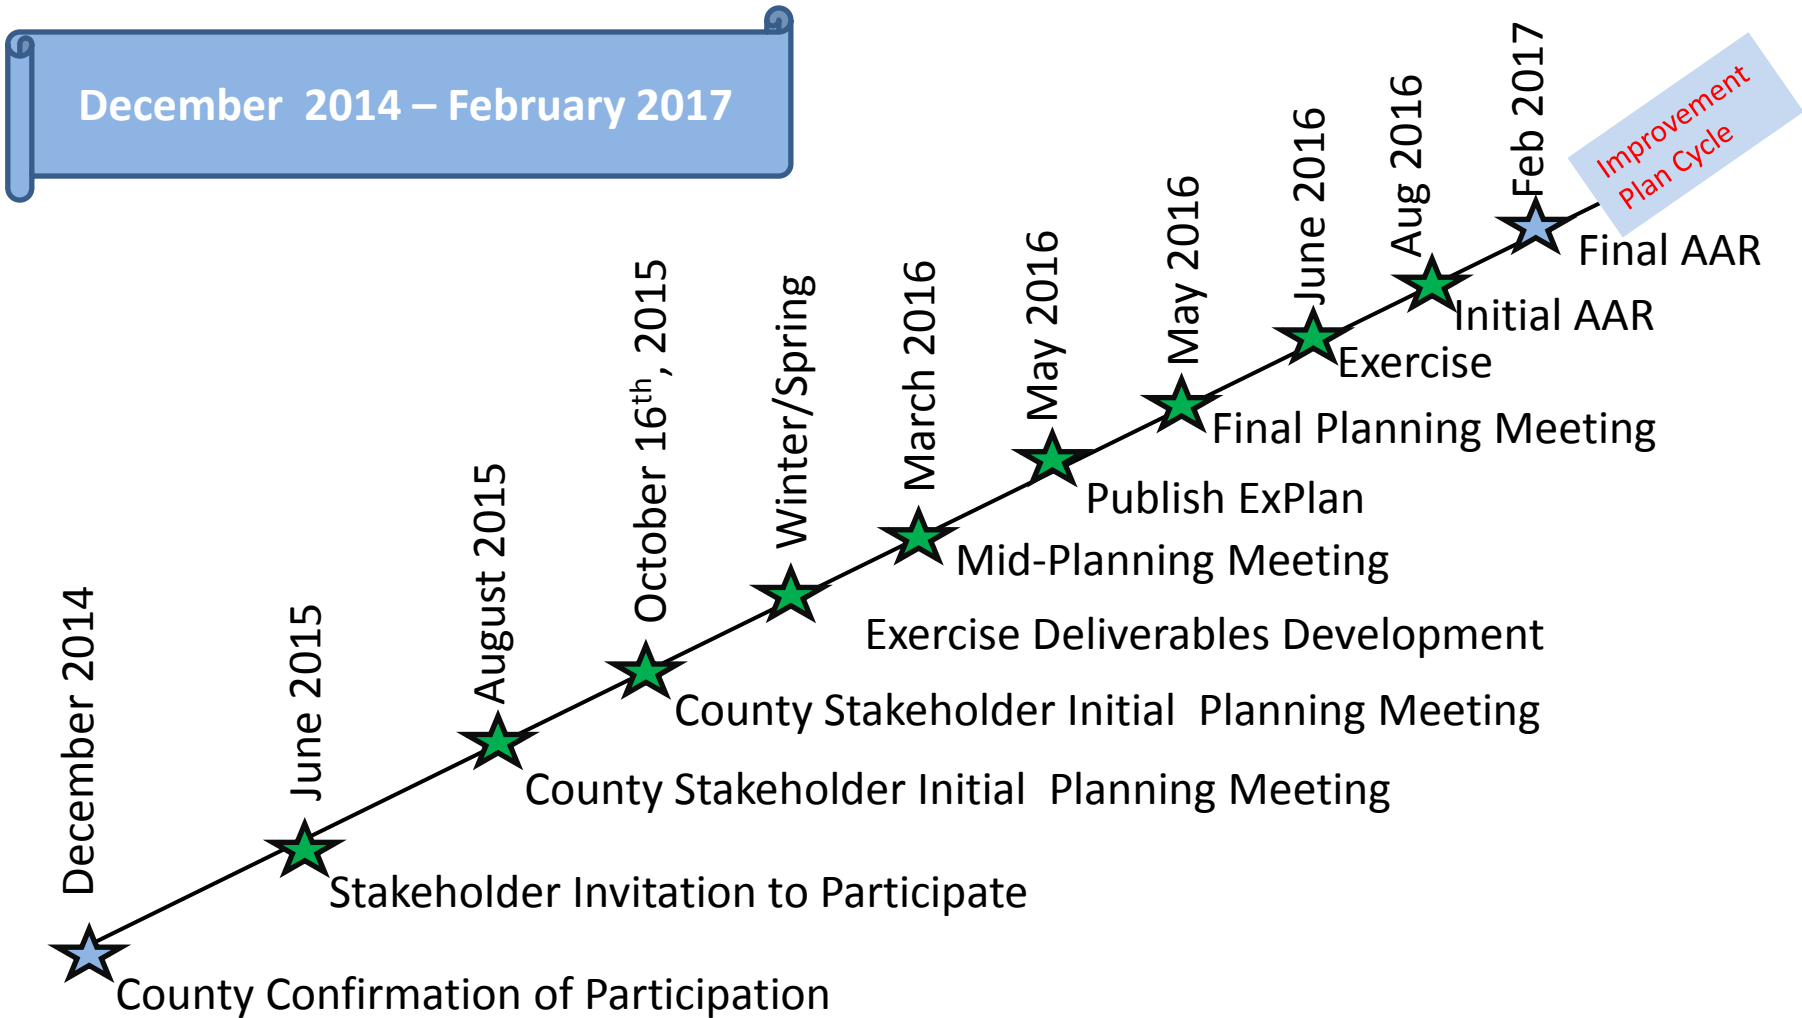 December  2014 – February 2017
December 2014
County Confirmation of Participation
June 2015
Stakeholder Invitation to Participate
August 2015
County Stakeholder Initial  Planning Meeting
October 16th, 2015
County Stakeholder Initial  Planning Meeting
Winter/Spring
Exercise Deliverables Development
March 2016
Mid-Planning Meeting
May 2016
Publish ExPlan
May 2016
Final Planning Meeting
June 2016
Exercise
Aug 2016
Initial AAR
Feb 2017
Final AAR
Improvement
Plan Cycle